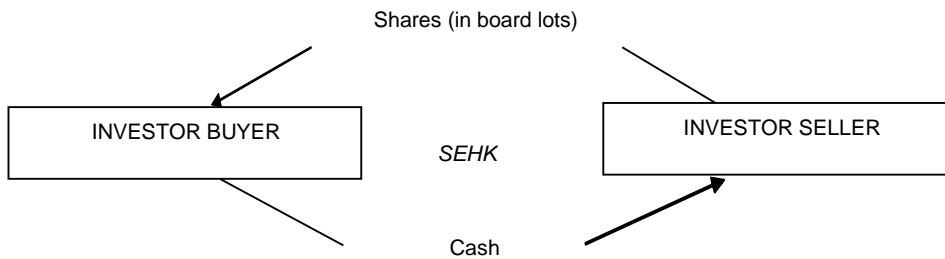 Shares (in board lots)
INVESTOR BUYER
INVESTOR SELLER
SEHK
Cash